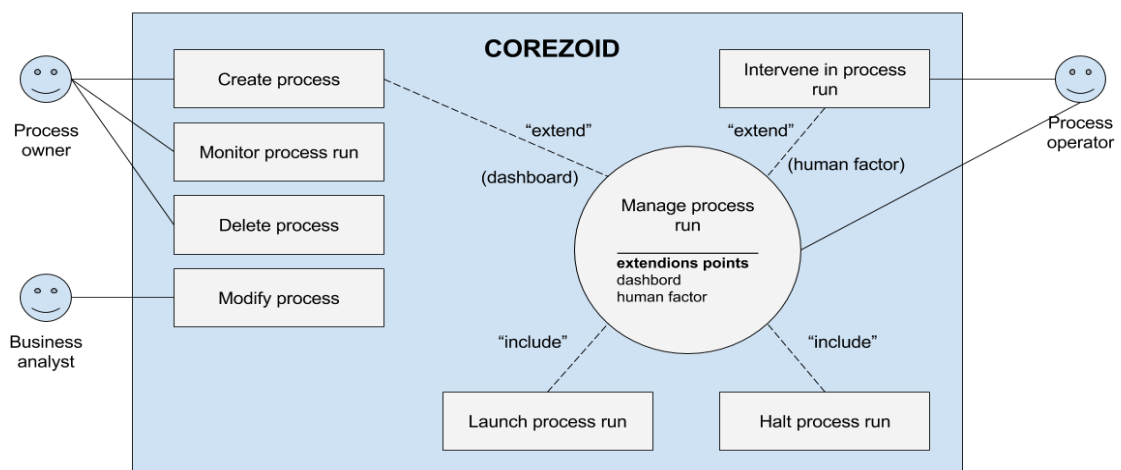 COREZOID
Process
owner
Create process
Monitor process run
Delete process
Business
analyst
Modify process
“extend”
(dashboard)
Intervene in process
run
“extend”
(human factor)
Process
operator
Manage process
run
extendions points
dashbord
human factor
“include”
“include”
Launch process run
Halt process run